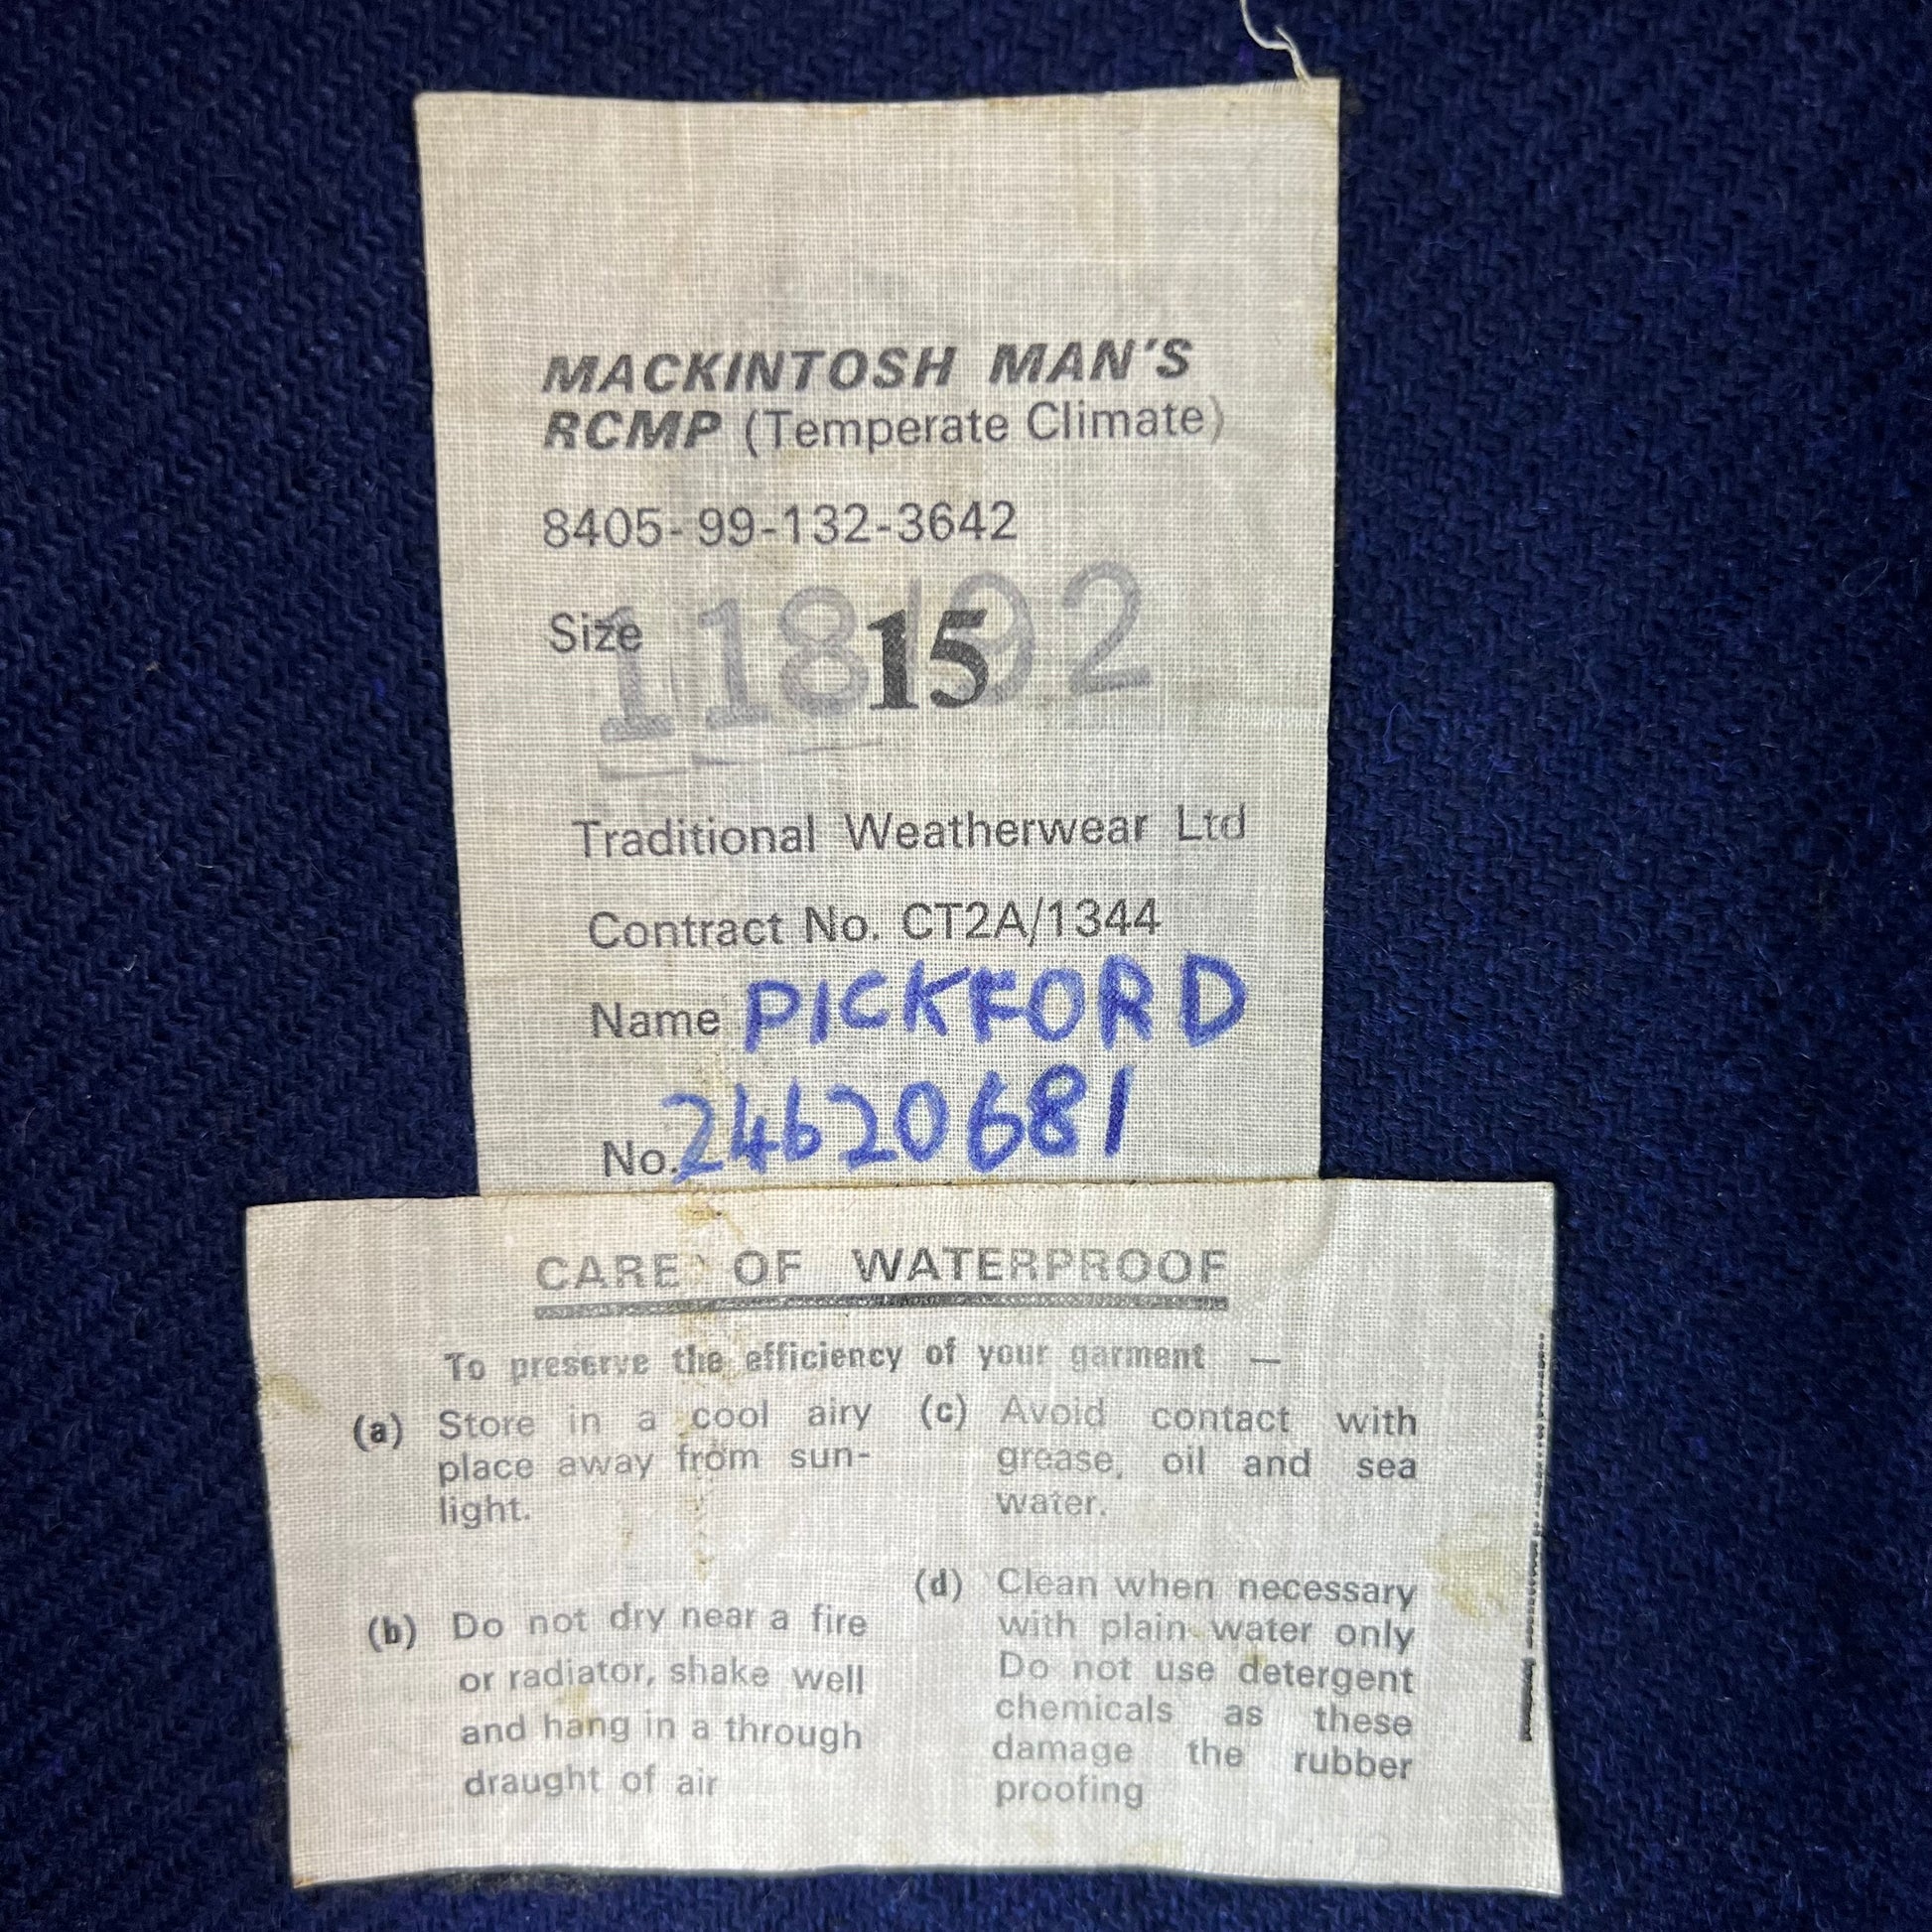 MACKINTOSH MAN'S
RCMP (Temperate Climate)
8405-99-132-3642
Size 15
118/92
Traditional Weatherwear Ltd
Contract No. CT2A/1344
Name PICKFORD
No. 24620681
CARE OF WATERPROOF
To preserve the efficiency of your garment —
(a) Store in a cool airy
place away from sun-
light.
(b) Do not dry near a fire
or radiator, shake well
and hang in a through
draught of air
(c) Avoid contact with
grease, oil and sea
water.
(d) Clean when necessary
with plain water only
Do not use detergent
chemicals as these
damage the rubber
proofing